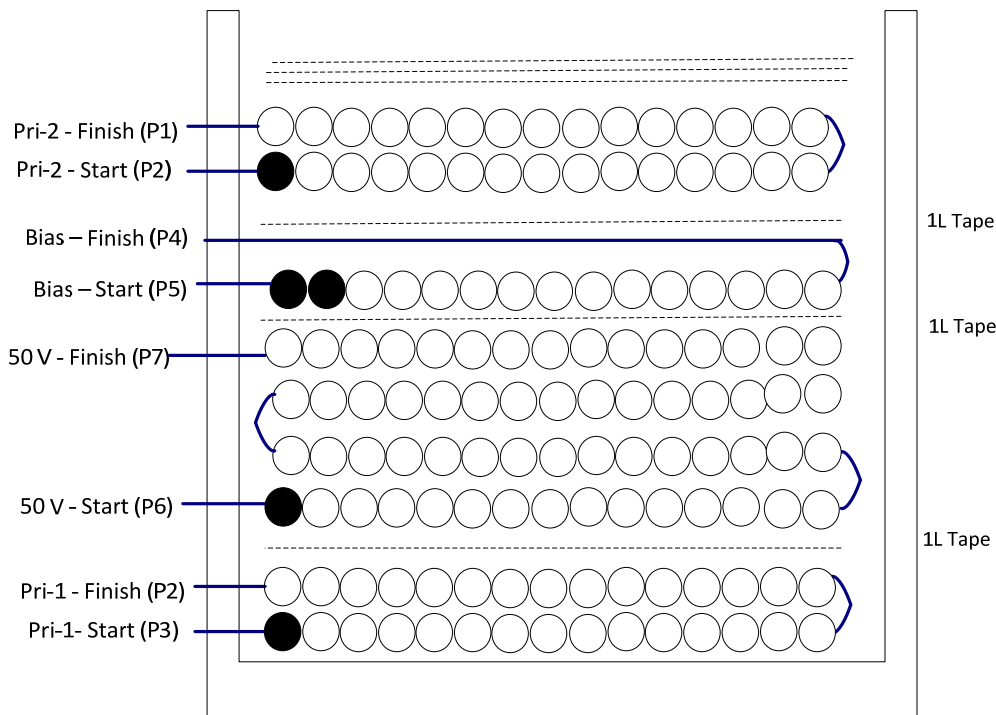 Pri-2 - Finish (P1)
Pri-2 - Start (P2)
1L Tape
Bias – Finish (P4)
Bias – Start (P5)
1L Tape
50 V - Finish (P7)
50 V - Start (P6)
1L Tape
Pri-1 - Finish (P2)
Pri-1- Start (P3)